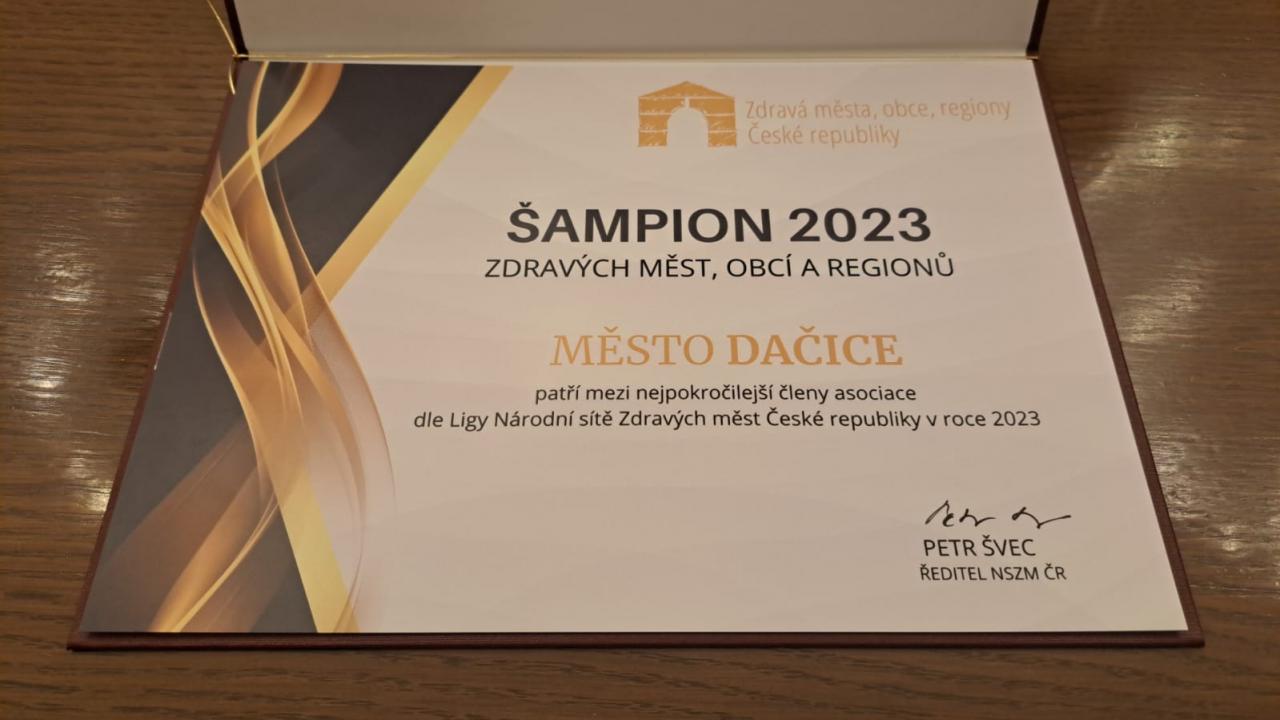 Zdravá města, obce, regiony
České republiky
ŠAMPION 2023
ZDRAVÝCH MĚST, OBCÍ A REGIONŮ
MĚSTO DAČICE
patří mezi nejpokročilejší členy asociace
dle Ligy Národní sítě Zdravých měst České republiky v roce 2023
PETR ŠVEC
ŘEDITEL NSZM ČR